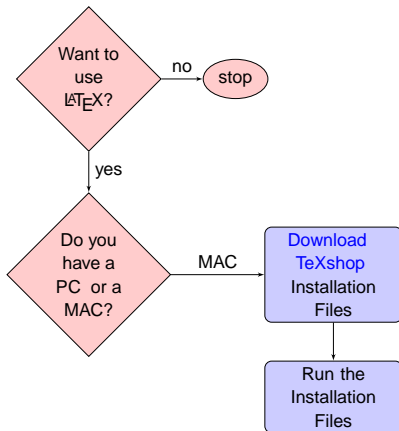 Want to
use
LATEX?
no
stop
yes
Do you
have a
PC or a
MAC?
MAC
Download
TeXshop
Installation
Files
Run the
Installation
Files